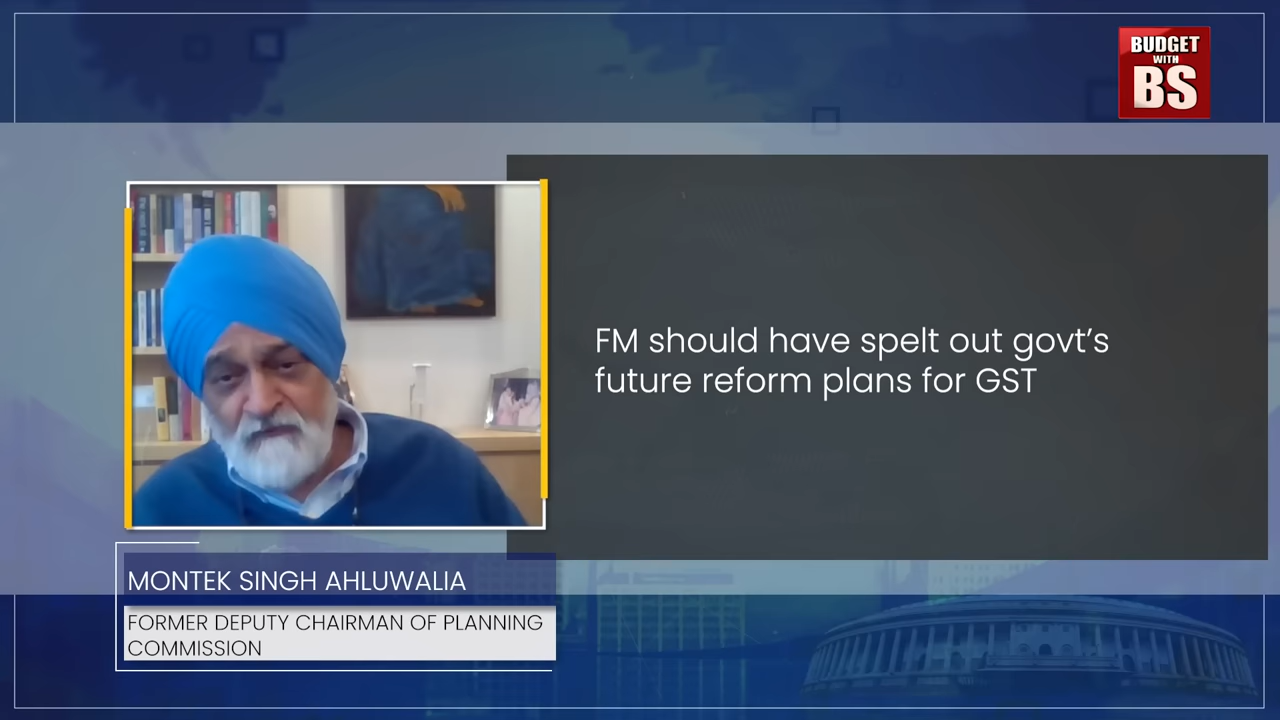 BUDGET
WITH
BS
FM should have spelt out govt’s
future reform plans for GST
MONTEK SINGH AHLUWALIA
FORMER DEPUTY CHAIRMAN OF PLANNING
COMMISSION